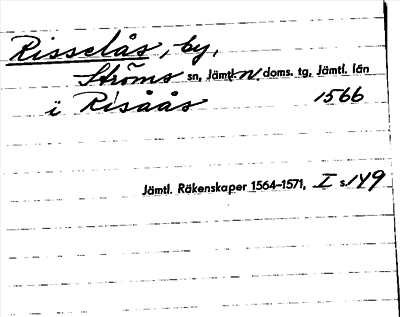 Risselås, by,
Ströms sn, Jämtl. n. doms. tg, Jämtl. län
i Risåås 1566
Jämtl. Räkenskaper 1564–1571, I s. 149